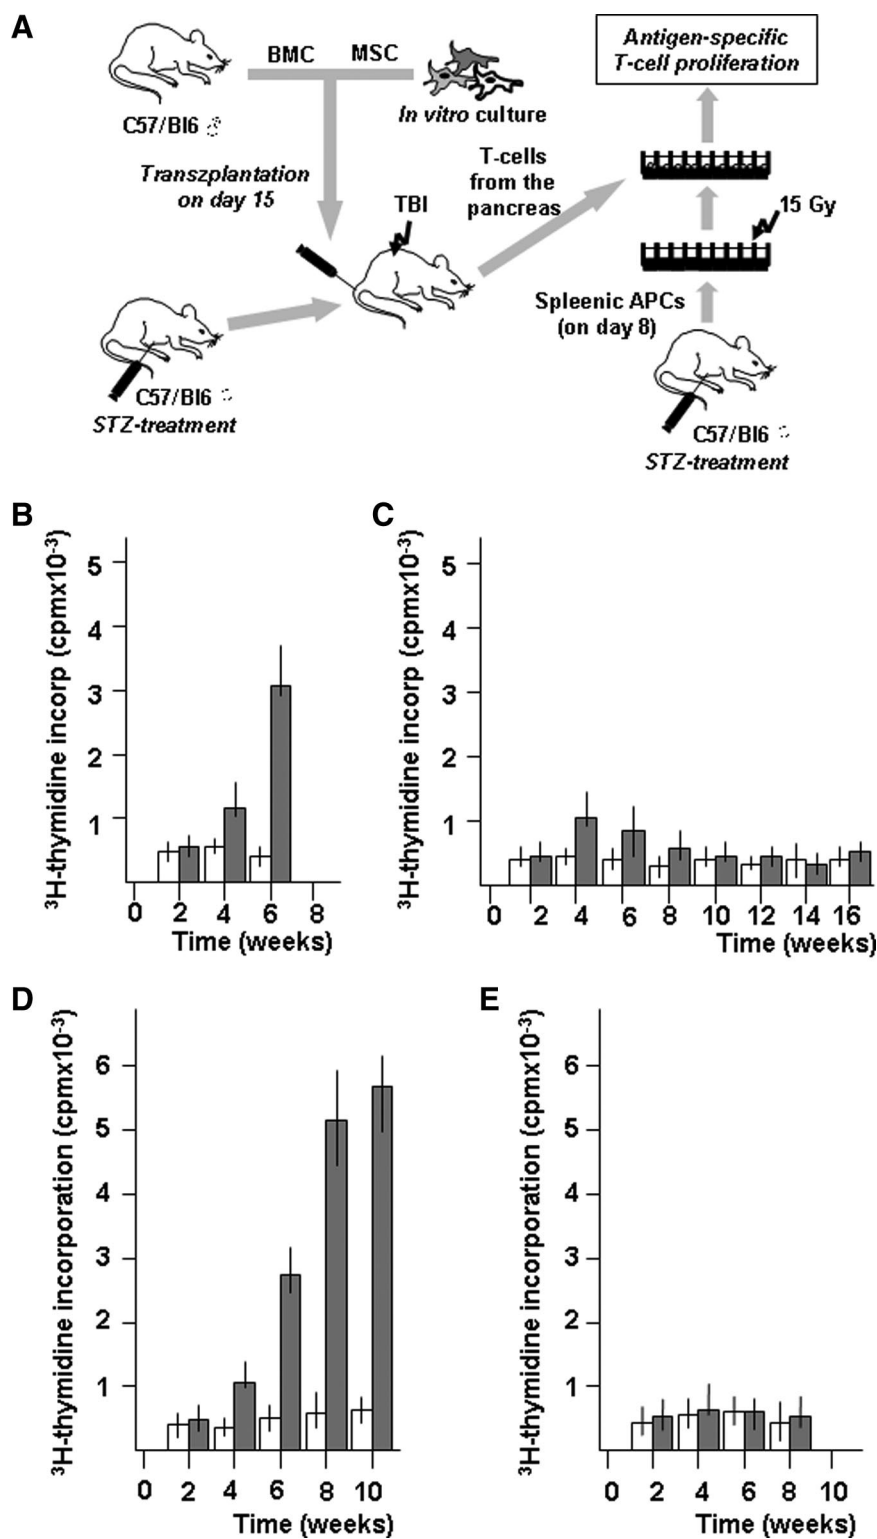 A
BMC MSC
C57/Bl6
In vitro culture
Antigen-specific
T-cell proliferation
Transzplantation
on day 15
TBI
T-cells
from the
pancreas
15 Gy
Spleenic APCs
(on day 8)
C57/Bl6
STZ-treatment
C57/Bl6
STZ-treatment
B
³H-thymidine incorp (cpmx10⁻³)
5
4
3
2
1
0 2 4 6 8
Time (weeks)
C
³H-thymidine incorp (cpmx10⁻³)
5
4
3
2
1
0 2 4 6 8 10 12 14 16
Time (weeks)
D
³H-thymidine incorporation (cpmx10⁻³)
6
5
4
3
2
1
0 2 4 6 8 10
Time (weeks)
E
³H-thymidine incorporation (cpmx10⁻³)
6
5
4
3
2
1
0 2 4 6 8 10
Time (weeks)